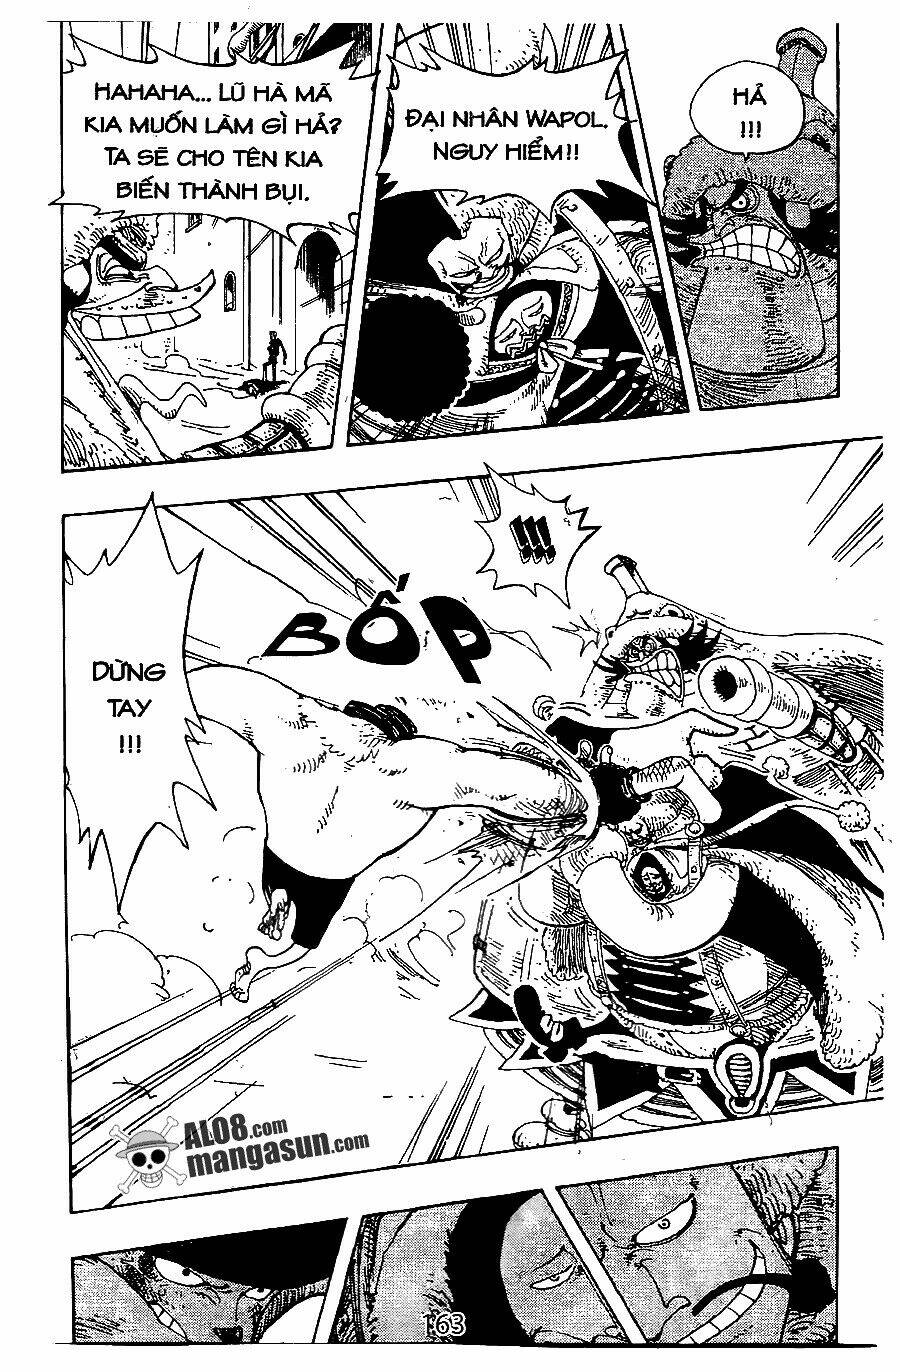 HAHAHA... LŨ HÀ MÃ
KIA MUỐN LÀM GÌ HẢ?
TA SẼ CHO TÊN KIA
BIẾN THÀNH BỤI.
ĐẠI NHÂN WAPOL,
NGUY HIỂM!!
HẢ
!!!
!!!
BỐP
DỪNG
TAY
!!!
ALO8.com
mangasun.com
163